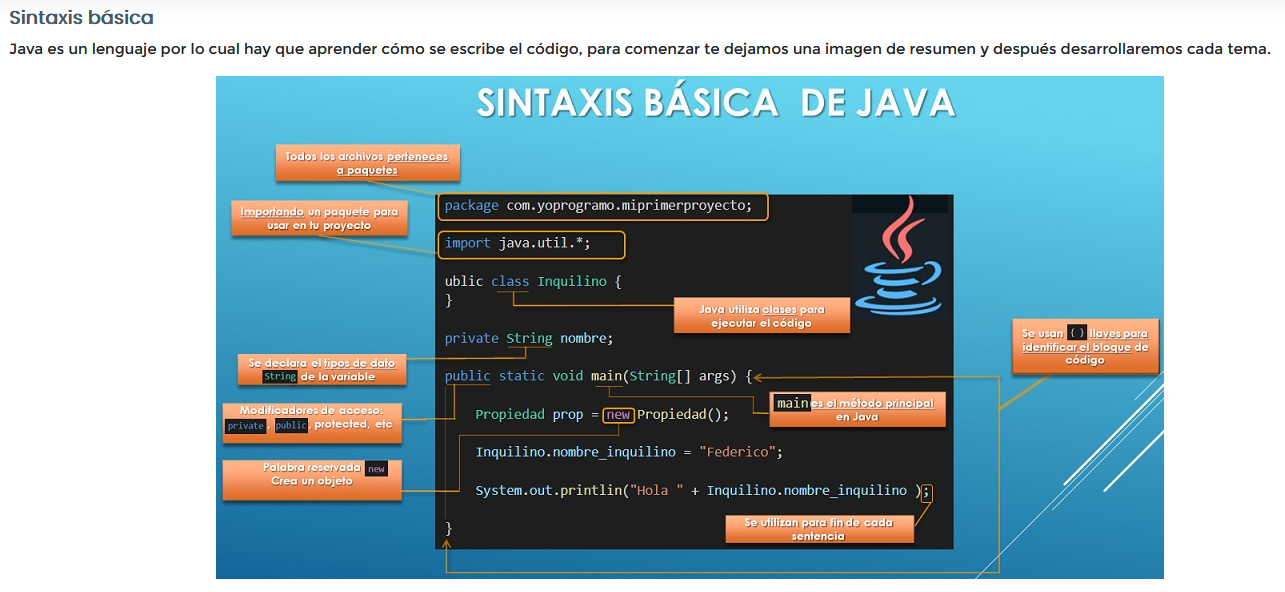 Sintaxis básica
Java es un lenguaje por lo cual hay que aprender cómo se escribe el código, para comenzar te dejamos una imagen de resumen y después desarrollaremos cada tema.
SINTAXIS BÁSICA DE JAVA
Todos los archivos perteneces
a paquetes
package com.yoprogramo.miprimerproyecto;
Importando un paquete para
usar en tu proyecto
import java.util.*;
ublic class Inquilino {
}
Java utiliza clases para
ejecutar el código
private String nombre;
Se usan { } llaves para
identificar el bloque de
código
Se declara el tipos de dato
String de la variable
public static void main(String[] args) {
main es el método principal
en Java
Modificadores de acceso:
private, public, protected, etc
Propiedad prop = new Propiedad();
Inquilino.nombre_inquilino = "Federico";
Palabra reservada new
Crea un objeto
System.out.printlin("Hola " + Inquilino.nombre_inquilino );
Se utilizan para fin de cada
sentencia
}